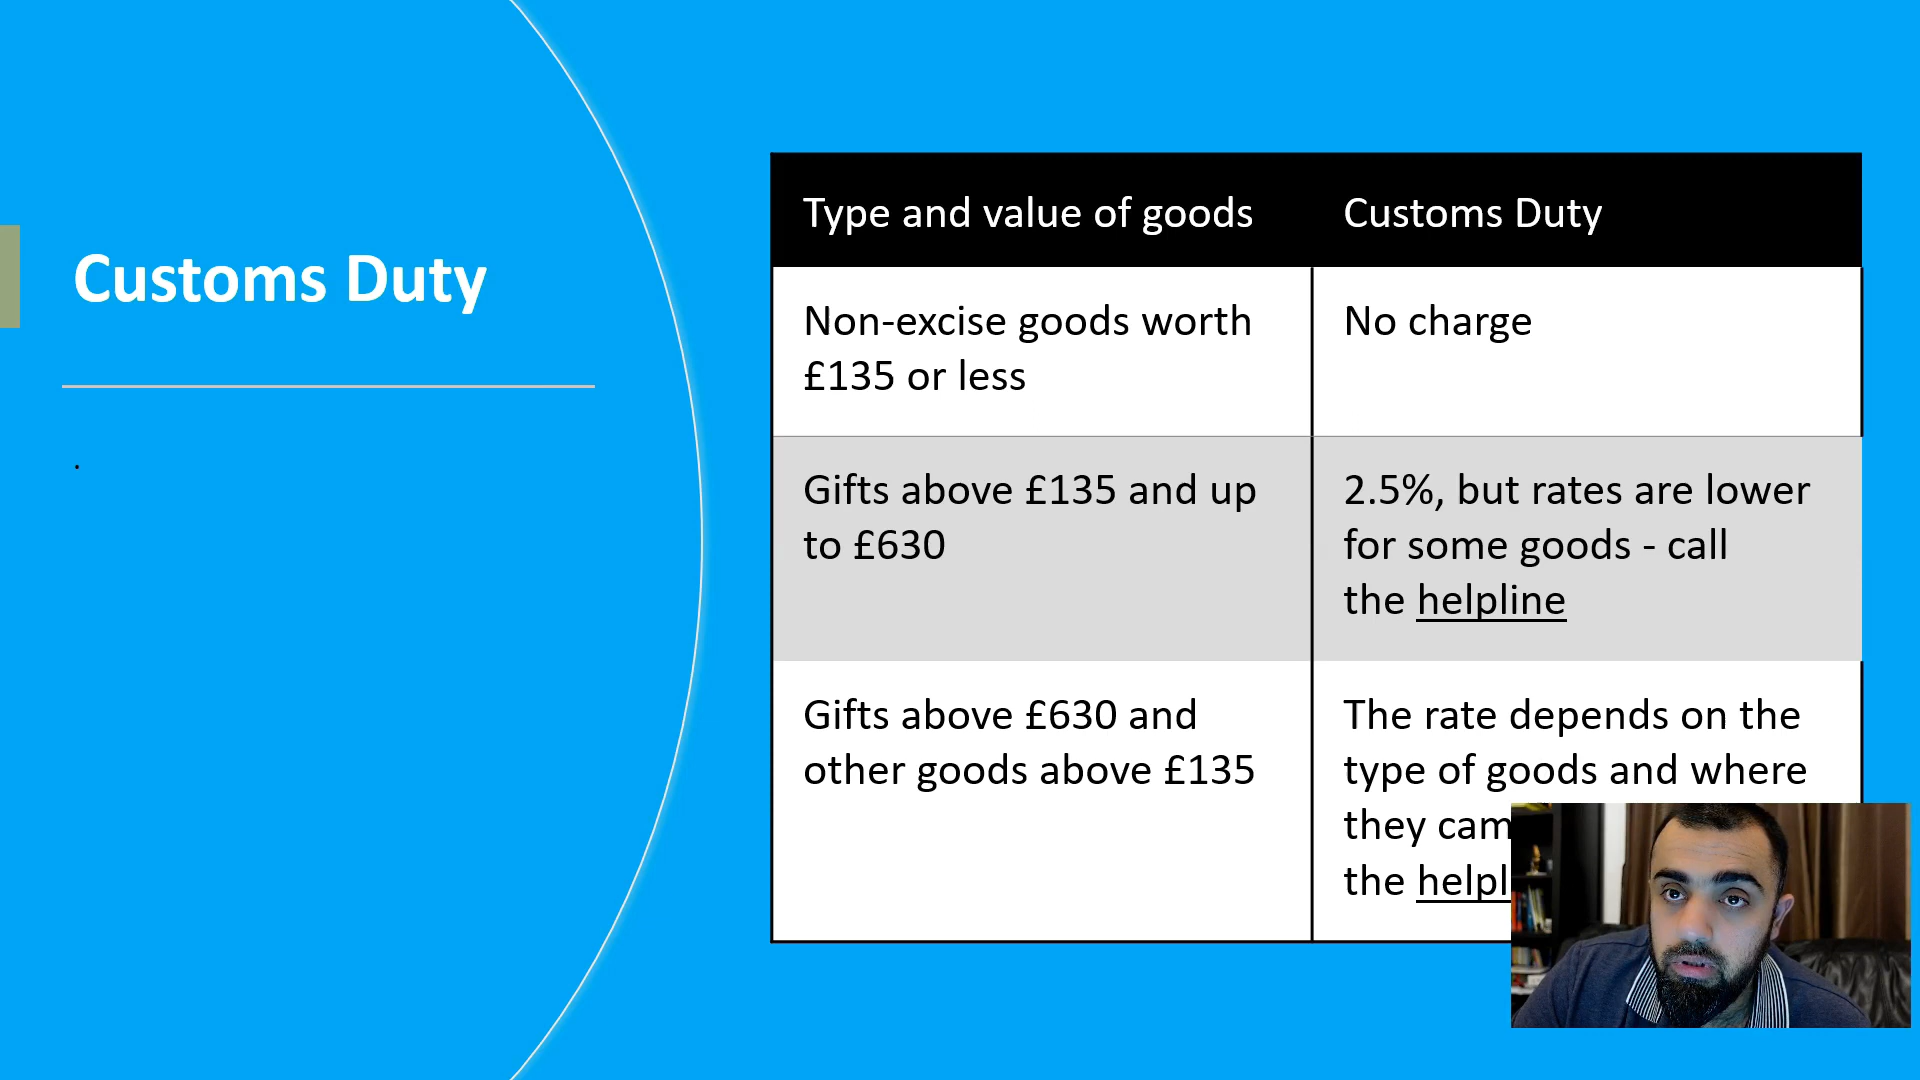 Customs Duty
.
Type and value of goods
Customs Duty
Non-excise goods worth
£135 or less
No charge
Gifts above £135 and up
to £630
2.5%, but rates are lower
for some goods - call
the helpline
Gifts above £630 and
other goods above £135
The rate depends on the
type of goods and where
they
the